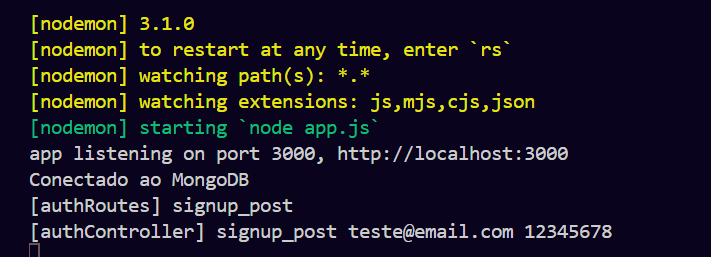 [nodemon] 3.1.0
[nodemon] to restart at any time, enter `rs`
[nodemon] watching path(s): *.*
[nodemon] watching extensions: js,mjs,cjs,json
[nodemon] starting `node app.js`
app listening on port 3000, http://localhost:3000
Conectado ao MongoDB
[authRoutes] signup_post
[authController] signup_post teste@email.com 12345678